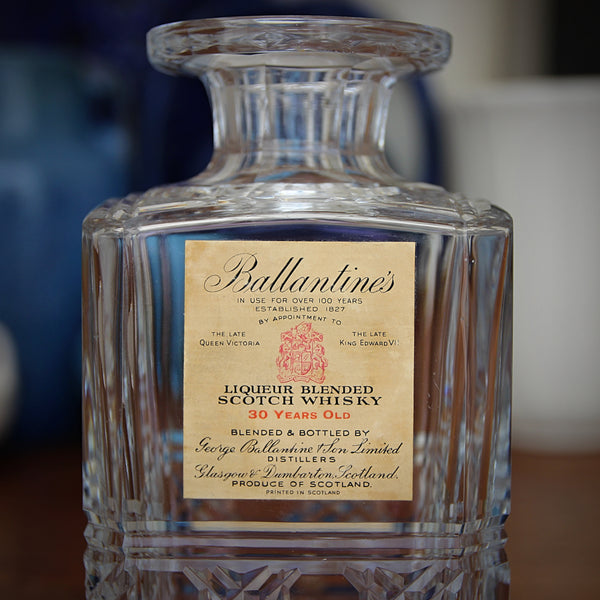 Ballantine's
IN USE FOR OVER 100 YEARS
ESTABLISHED 1827
BY APPOINTMENT TO
THE LATE
QUEEN VICTORIA
THE LATE
KING EDWARD VII
LIQUEUR BLENDED
SCOTCH WHISKY
30 YEARS OLD
BLENDED & BOTTLED BY
George Ballantine & Son Limited
DISTILLERS
Glasgow & Dumbarton, Scotland.
PRODUCE OF SCOTLAND.
PRINTED IN SCOTLAND